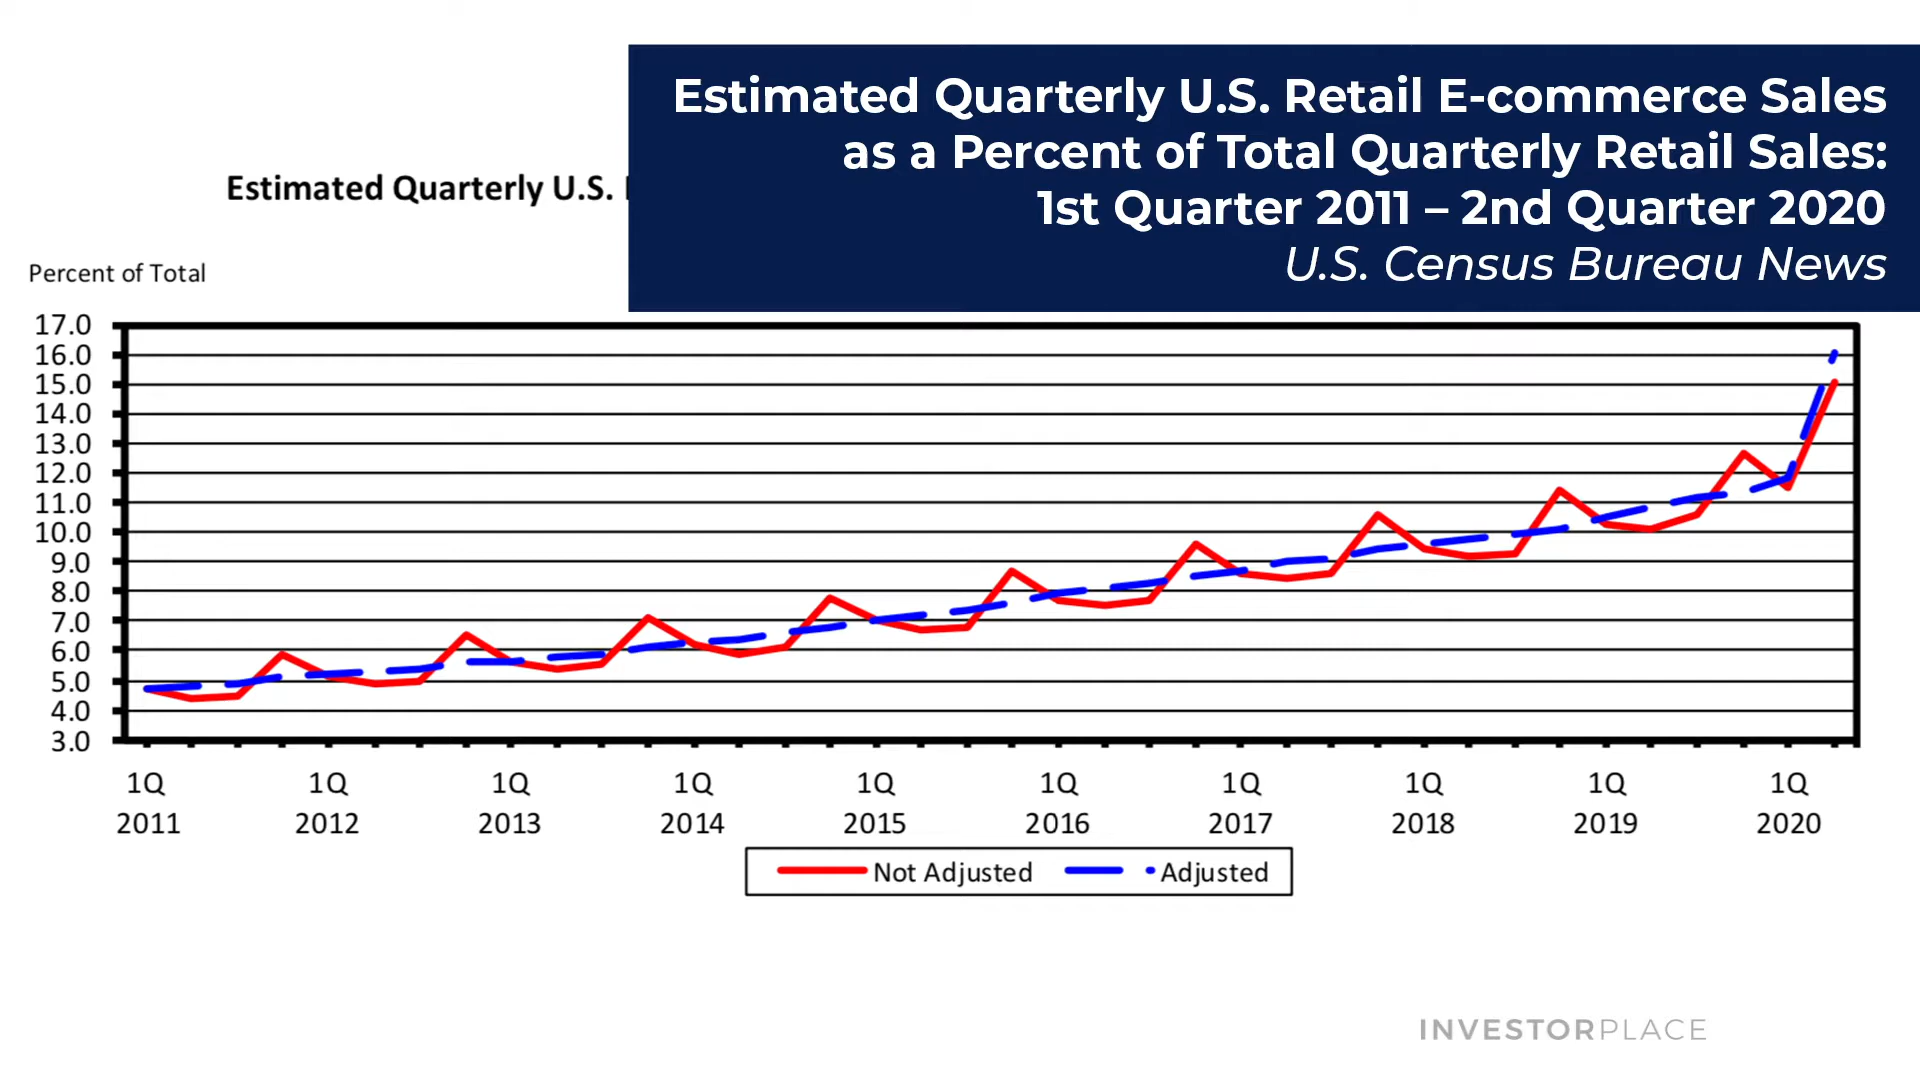 Estimated Quarterly U.S. Retail E-commerce Sales
as a Percent of Total Quarterly Retail Sales:
1st Quarter 2011 – 2nd Quarter 2020
U.S. Census Bureau News
Estimated Quarterly U.S.
Percent of Total
17.0
16.0
15.0
14.0
13.0
12.0
11.0
10.0
9.0
8.0
7.0
6.0
5.0
4.0
3.0
1Q 1Q 1Q 1Q 1Q 1Q 1Q 1Q 1Q 1Q
2011 2012 2013 2014 2015 2016 2017 2018 2019 2020
Not Adjusted Adjusted
INVESTORPLACE